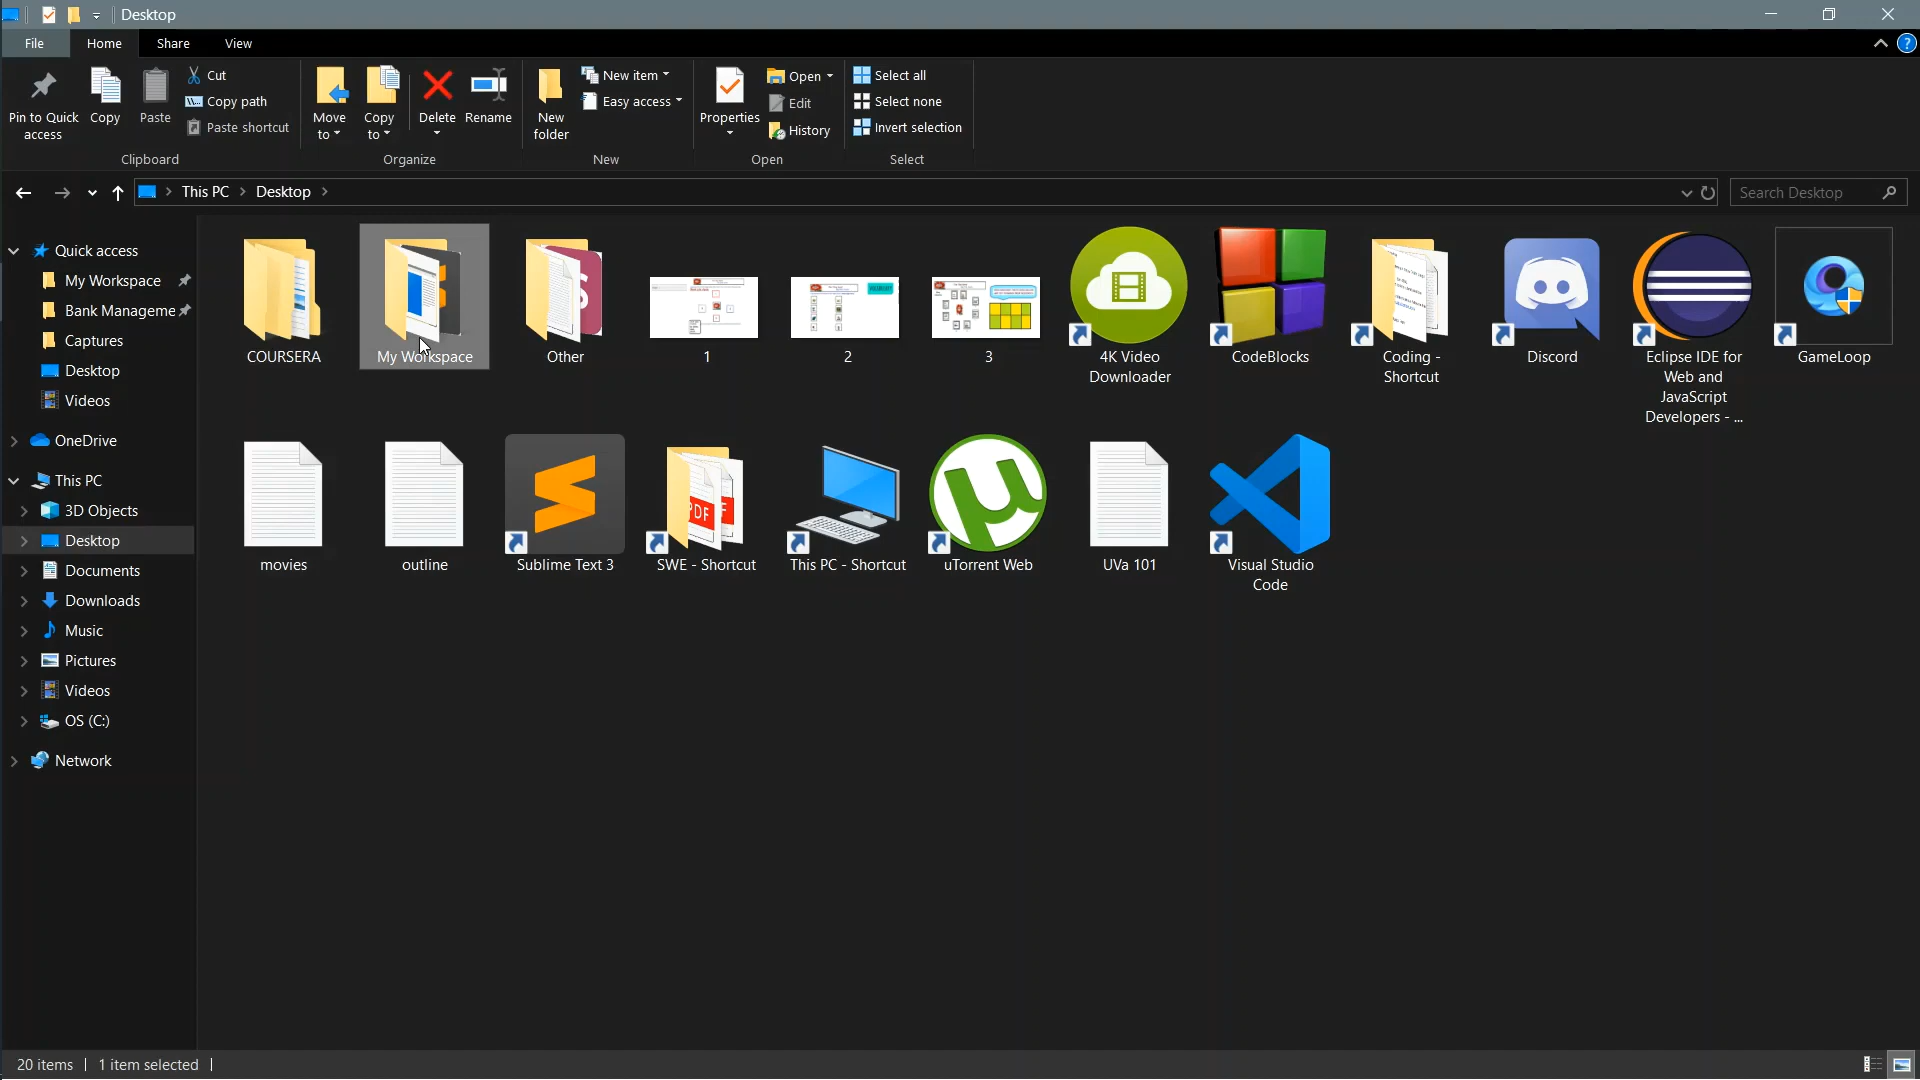 Desktop
File Home Share View
Pin to Quick access
Copy
Paste
Cut
Copy path
Paste shortcut
Clipboard
Move to
Copy to
Delete
Rename
Organize
New folder
New item
Easy access
New
Properties
Open
Edit
History
Open
Select all
Select none
Invert selection
Select
This PC > Desktop >
Search Desktop
Quick access
My Workspace
Bank Manageme
Captures
Desktop
Videos
OneDrive
This PC
3D Objects
Desktop
Documents
Downloads
Music
Pictures
Videos
OS (C:)
Network
COURSERA
My Workspace
Other
1
2
3
4K Video
Downloader
CodeBlocks
Coding -
Shortcut
Discord
Eclipse IDE for
Web and
JavaScript
Developers - ...
GameLoop
movies
outline
Sublime Text 3
PDF
SWE - Shortcut
This PC - Shortcut
uTorrent Web
UVa 101
Visual Studio
Code
20 items | 1 item selected |